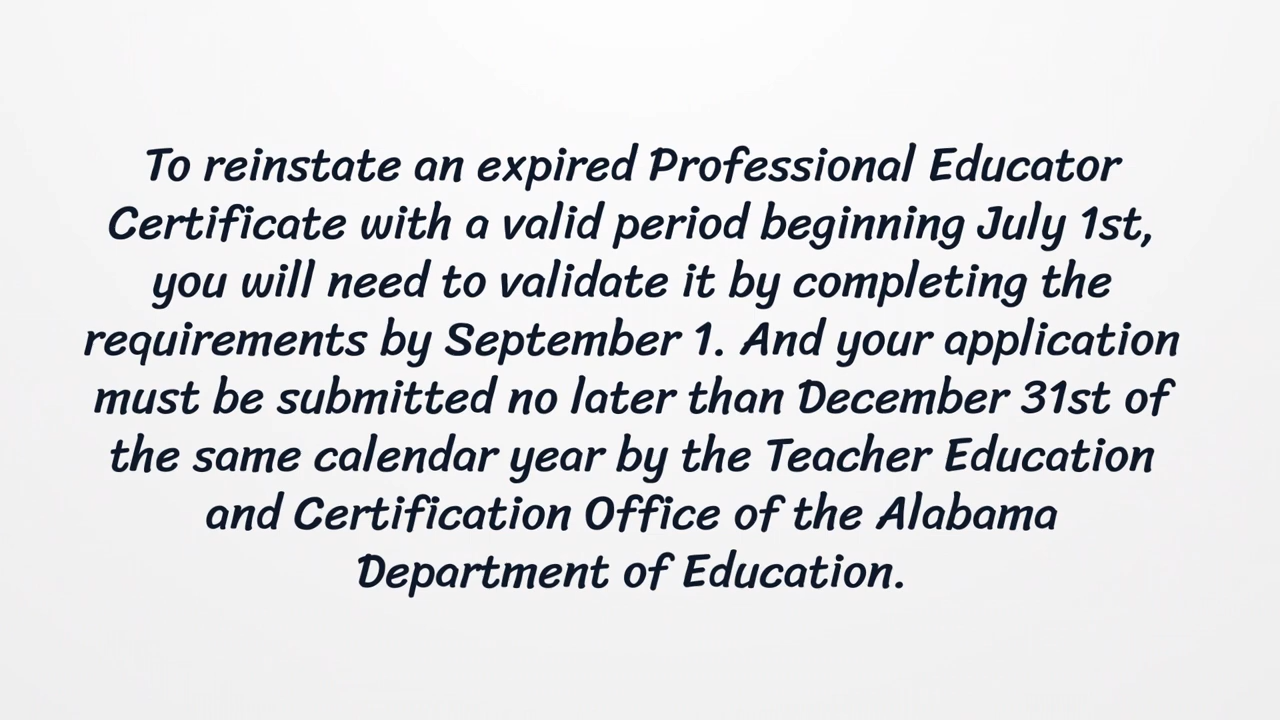 To reinstate an expired Professional Educator
Certificate with a valid period beginning July 1st,
you will need to validate it by completing the
requirements by September 1. And your application
must be submitted no later than December 31st of
the same calendar year by the Teacher Education
and Certification Office of the Alabama
Department of Education.